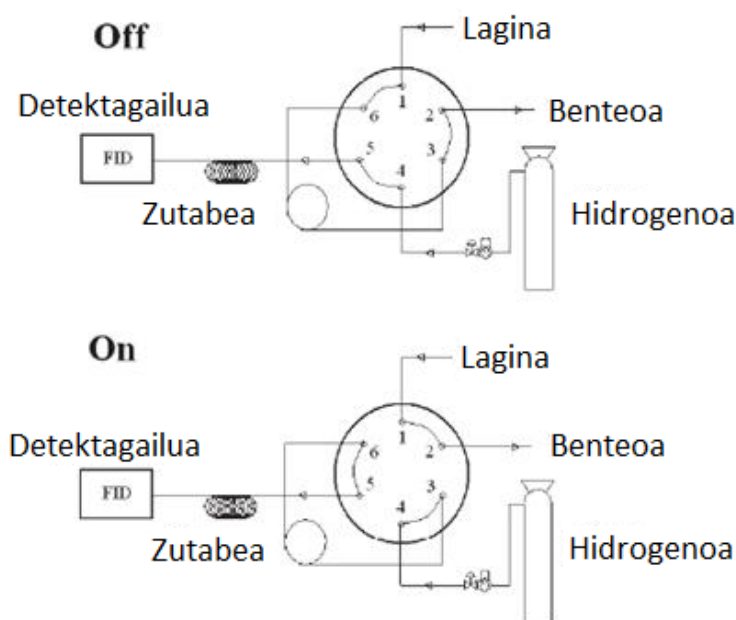 Off
Lagina
Detektagailua
1
6
2
Benteoa
5
3
FID
4
Zutabea
Hidrogenoa
On
Lagina
Detektagailua
1
6
2
Benteoa
5
3
FID
4
Zutabea
Hidrogenoa